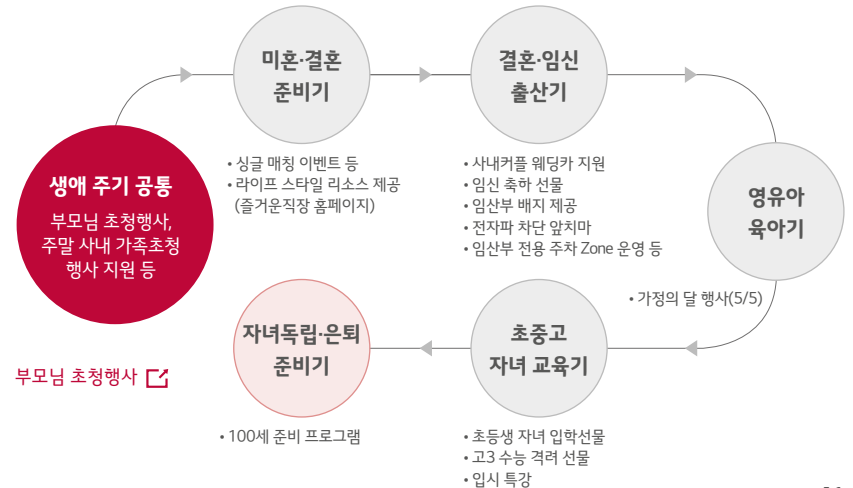 미혼·결혼
준비기
• 싱글 매칭 이벤트 등
• 라이프 스타일 리소스 제공
(즐거운직장 홈페이지)
결혼·임신
출산기
• 사내커플 웨딩카 지원
• 임신 축하 선물
• 임산부 배지 제공
• 전자파 차단 앞치마
• 임산부 전용 주차 Zone 운영 등
생애 주기 공통
부모님 초청행사,
주말 사내 가족초청
행사 지원 등
영유아
육아기
• 가정의 달 행사(5/5)
초중고
자녀 교육기
• 초등생 자녀 입학선물
• 고3 수능 격려 선물
• 입시 특강
자녀독립·은퇴
준비기
• 100세 준비 프로그램
부모님 초청행사